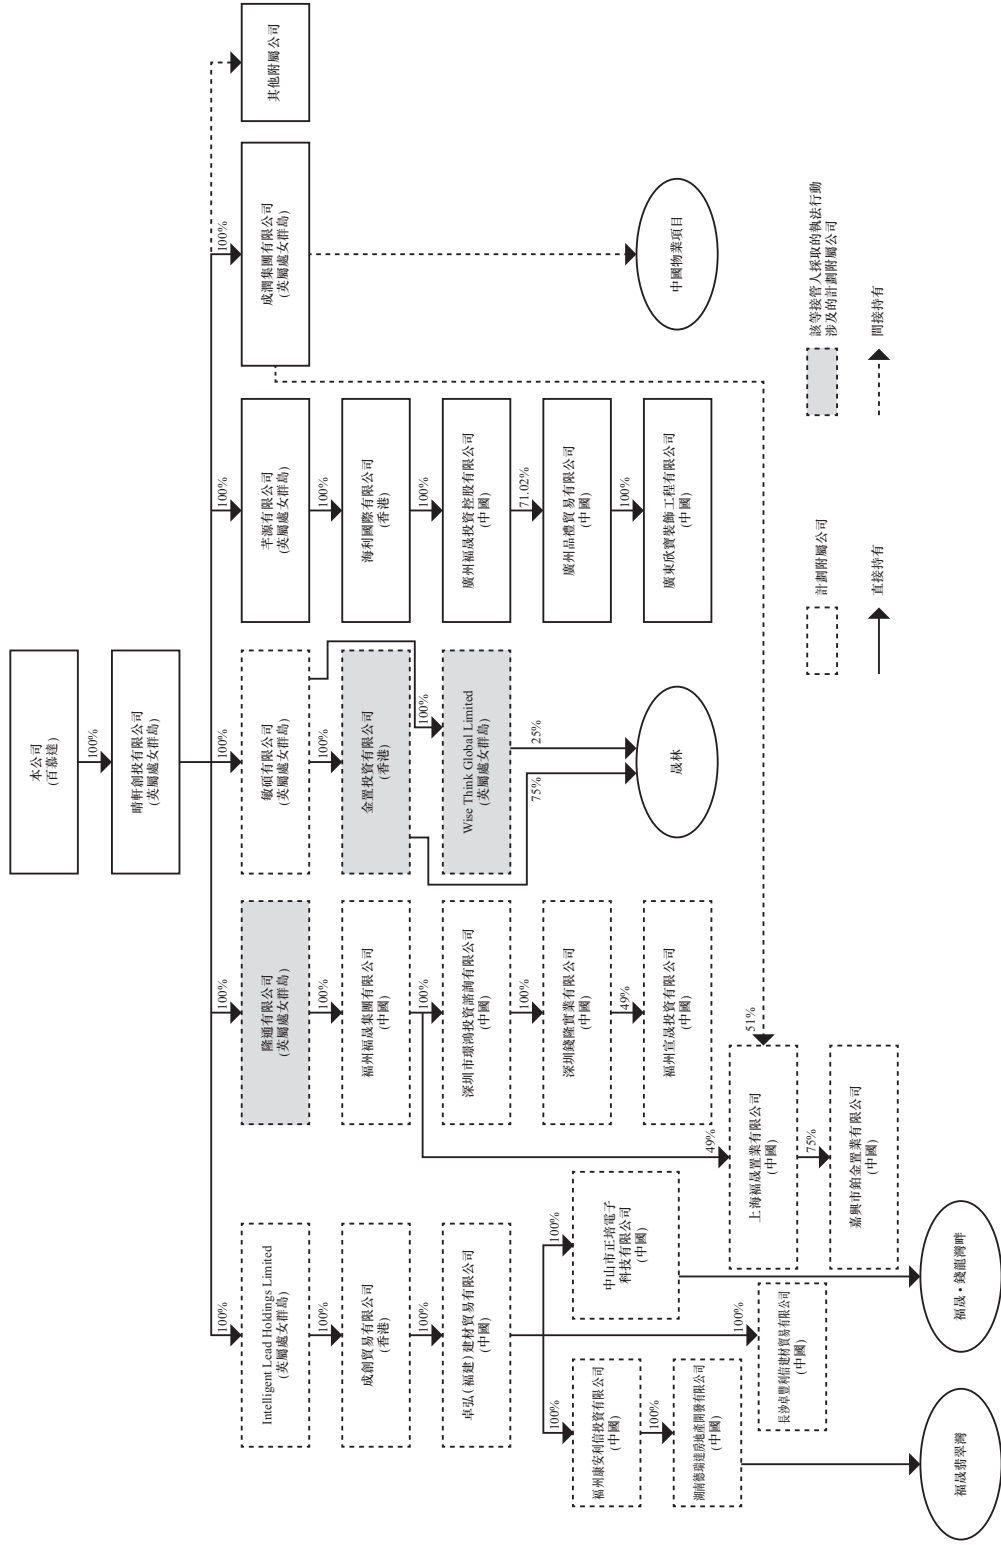 本公司
(百慕達)
100%
晴軒創投有限公司
(英屬處女群島)
100%
Intelligent Lead Holdings Limited
(英屬處女群島)
100%
成創貿易有限公司
(香港)
100%
卓弘(福建)建材貿易有限公司
(中國)
100%
福州康安利信投資有限公司
(中國)
100%
湖南德瑞達房地產開發有限公司
(中國)
福晟翡翠灣
100%
長沙卓豐利信建材貿易有限公司
(中國)
100%
中山市正培電子
科技有限公司
(中國)
福晟•錢龍灣畔
100%
隆通有限公司
(英屬處女群島)
100%
福州福晟集團有限公司
(中國)
100%
深圳市璟鴻投資諮詢有限公司
(中國)
100%
深圳錢隆實業有限公司
(中國)
49%
福州宣晟投資有限公司
(中國)
49%
51%
上海福晟置業有限公司
(中國)
75%
嘉興市鉑金置業有限公司
(中國)
100%
敏碩有限公司
(英屬處女群島)
100%
金置投資有限公司
(香港)
100%
Wise Think Global Limited
(英屬處女群島)
75%
25%
晟林
100%
芊源有限公司
(英屬處女群島)
100%
海利國際有限公司
(香港)
100%
廣州福晟投資控股有限公司
(中國)
71.02%
廣州品禮貿易有限公司
(中國)
100%
廣東欣寶裝飾工程有限公司
(中國)
100%
成潤集團有限公司
(英屬處女群島)
中國物業項目
其他附屬公司
計劃附屬公司
該等接管人採取的執法行動
涉及的計劃附屬公司
直接持有
間接持有